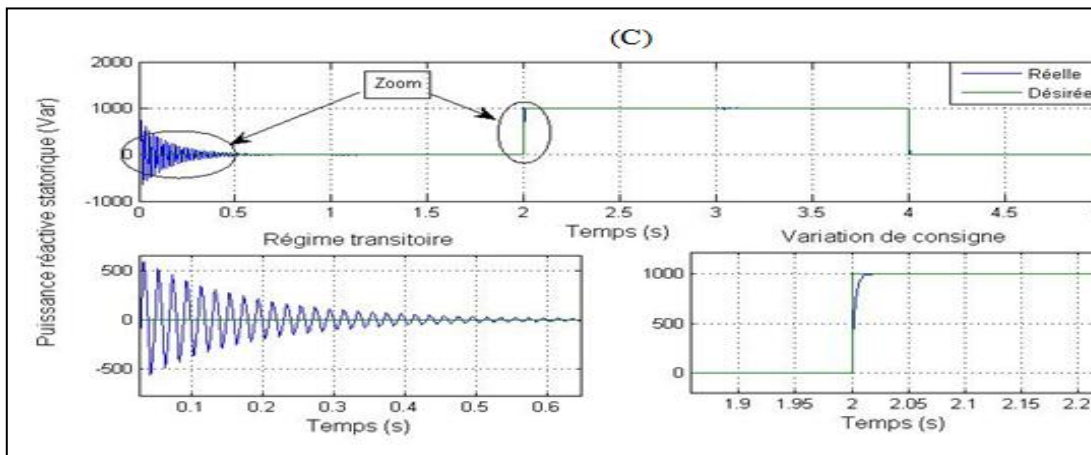 (C)
Puissance réactive statorique (Var)
2000
1000
0
-1000
Zoom
Réelle
Désirée
0 0.5 1 1.5 2 2.5 3 3.5 4 4.5
Temps (s)
Régime transitoire
500
0
-500
0.1 0.2 0.3 0.4 0.5 0.6
Temps (s)
Variation de consigne
1000
500
0
1.9 1.95 2 2.05 2.1 2.15 2.2
Temps (s)